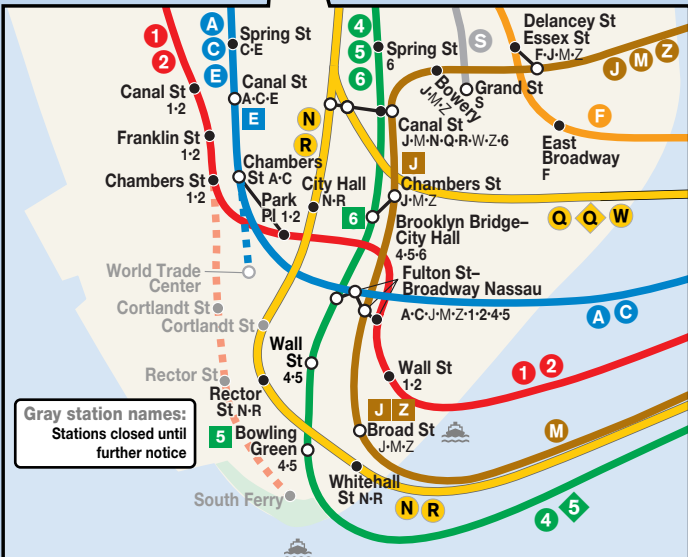 1
2
A
C
E
Spring St
C·E
Canal St
A·C·E
E
Canal St
1·2
Franklin St
1·2
Chambers St
1·2
Chambers
St A·C
Park
Pl 1·2
N
R
City Hall
N·R
4
5
6
Spring St
6
S
Bowery
J·M·Z
Grand St
S
Delancey St
Essex St
F·J·M·Z
J
M
Z
F
East
Broadway
F
Canal St
J·M·N·Q·R·W·Z·6
J
Chambers St
J·M·Z
6
Brooklyn Bridge–
City Hall
4·5·6
Q
Q
W
Fulton St–
Broadway Nassau
A·C·J·M·Z·1·2·4·5
A
C
World Trade
Center
Cortlandt St
Cortlandt St
Wall
St
4·5
Wall St
1·2
1
2
Rector St
Rector
St N·R
Gray station names:
Stations closed until
further notice
5
Bowling
Green
4·5
J
Z
Broad St
J·M·Z
M
South Ferry
Whitehall
St N·R
N
R
4
5